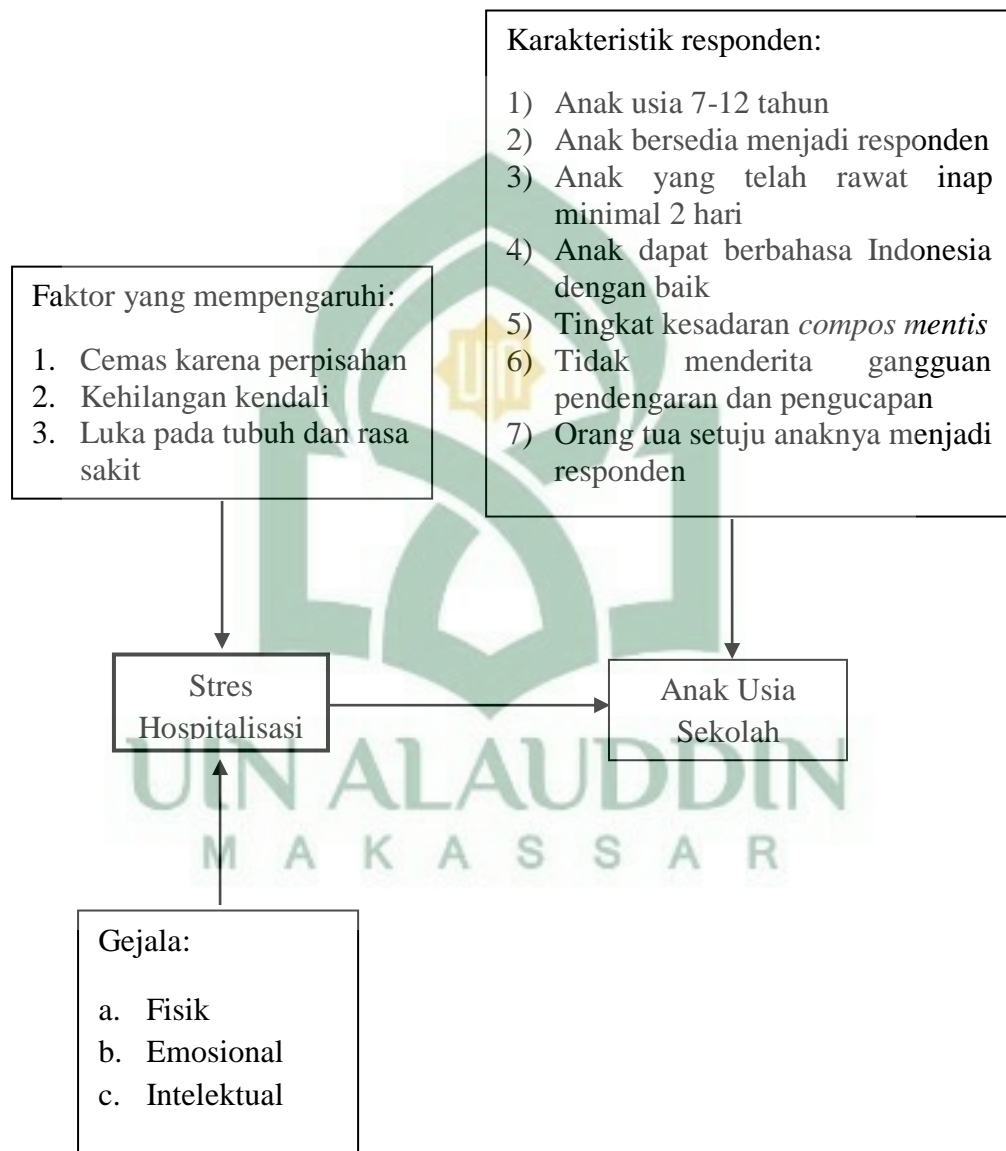 Karakteristik responden:
1) Anak usia 7-12 tahun
2) Anak bersedia menjadi responden
3) Anak yang telah rawat inap
minimal 2 hari
4) Anak dapat berbahasa Indonesia
dengan baik
5) Tingkat kesadaran compos mentis
6) Tidak menderita gangguan
pendengaran dan pengucapan
7) Orang tua setuju anaknya menjadi
responden
Faktor yang mempengaruhi:
1. Cemas karena perpisahan
2. Kehilangan kendali
3. Luka pada tubuh dan rasa
sakit
UIN
Stres
Hospitalisasi
Anak Usia
Sekolah
UIN ALAUDDIN
MAKASSAR
Gejala:
a. Fisik
b. Emosional
c. Intelektual